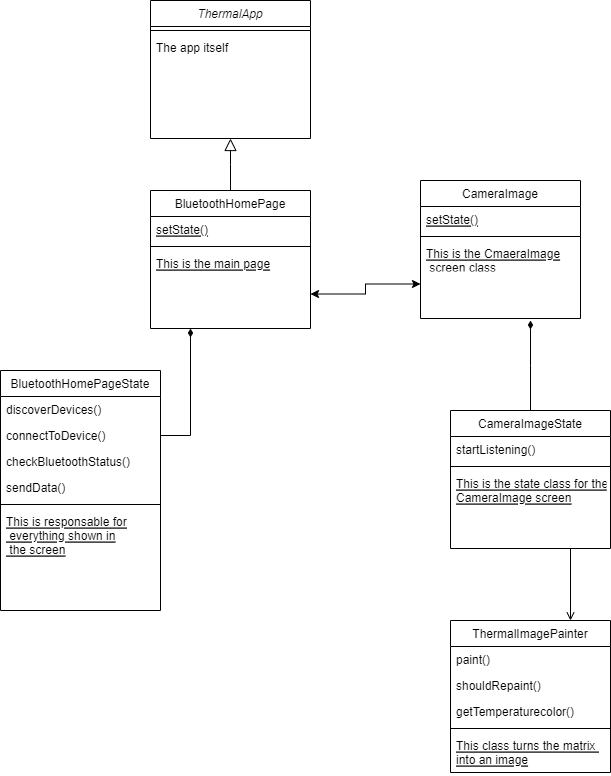 ThermalApp
The app itself
BluetoothHomePage
setState()
This is the main page
CameraImage
setState()
This is the CmaeraImage
screen class
BluetoothHomePageState
discoverDevices()
connectToDevice()
checkBluetoothStatus()
sendData()
This is responsable for
everything shown in
the screen
CameraImageState
startListening()
This is the state class for the
CameraImage screen
ThermalImagePainter
paint()
shouldRepaint()
getTemperaturecolor()
This class turns the matrix
into an image